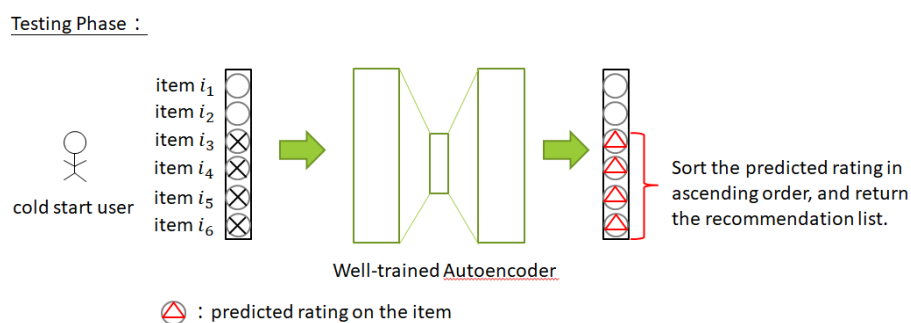 Testing Phase：
item i₁
item i₂
item i₃
item i₄
item i₅
item i₆
cold start user
Sort the predicted rating in
ascending order, and return
the recommendation list.
Well-trained Autoencoder
：predicted rating on the item